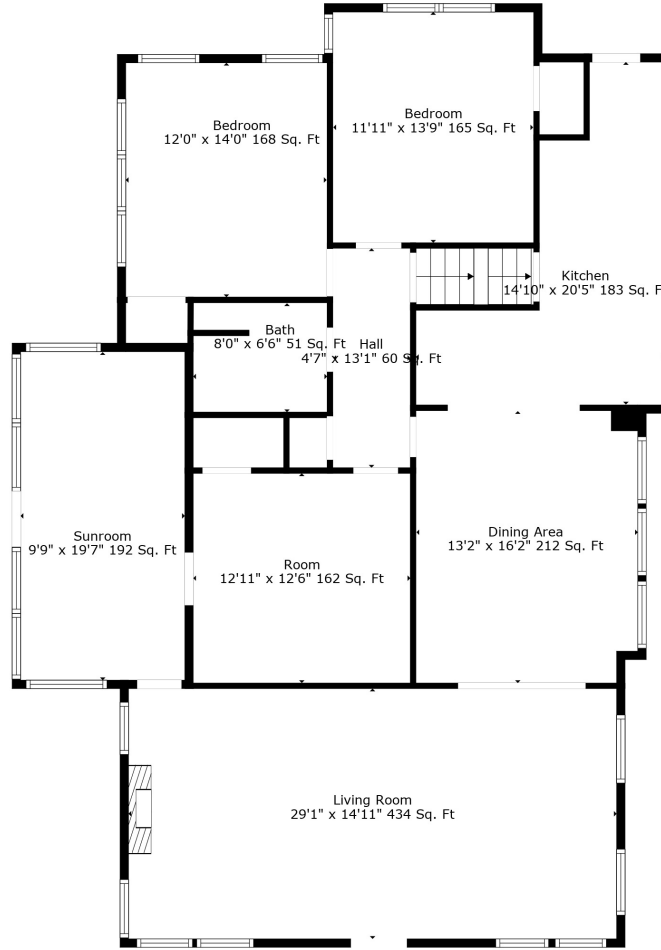 Bedroom
11'11" x 13'9" 165 Sq. Ft
Bedroom
12'0" x 14'0" 168 Sq. Ft
Kitchen
14'10" x 20'5" 183 Sq. F
Bath
8'0" x 6'6" 51 Sq. Ft
Hall
4'7" x 13'1" 60 Sq. Ft
Sunroom
9'9" x 19'7" 192 Sq. Ft
Room
12'11" x 12'6" 162 Sq. Ft
Dining Area
13'2" x 16'2" 212 Sq. Ft
Living Room
29'1" x 14'11" 434 Sq. Ft